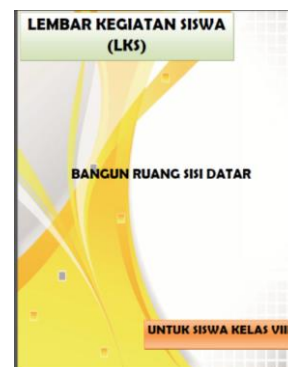 LEMBAR KEGIATAN SISWA
(LKS)
BANGUN RUANG SISI DATAR
UNTUK SISWA KELAS VIII